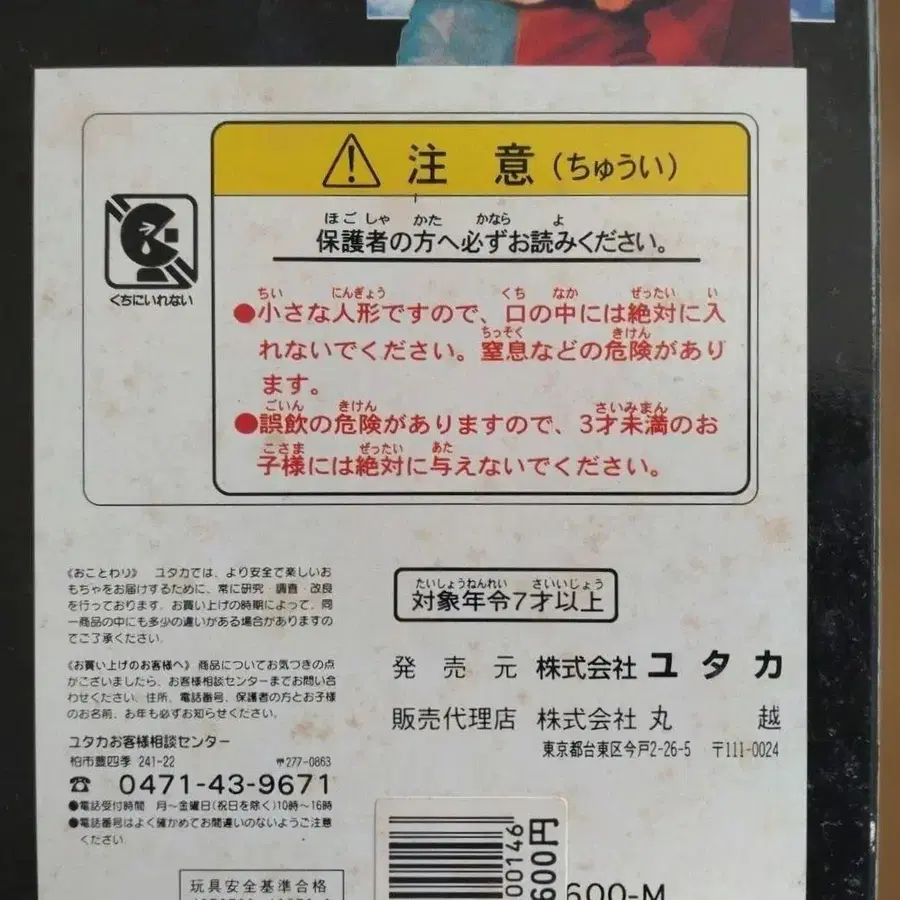 注意(ちゅうい)
ほごしゃ かた かなら よ
保護者の方へ必ずお読みください。
くちにいれない
ちい にんぎょう くち なか ぜったい い
●小さな人形ですので、口の中には絶対に入
ちっそく きけん
れないでください。窒息などの危険があり
ます。
ごいん きけん さいみまん
●誤飲の危険がありますので、3才未満のお
こさま ぜったい あた
子様には絶対に与えないでください。
《おことわり》 ユタカでは、より安全で楽しいお
もちゃをお届けするために、常に研究・調査・改良
を行っております。お買い上げの時期によって、同
一商品の中にも多少の違いがある場合がありますの
でご了承ください。
《お買い上げのお客様へ》 商品についてお気づきの点
がございましたら、お客様相談センターまでお問い合
わせください。住所、電話番号、保護者の方とお子様
のお名前、お年も必ずお知らせください。
ユタカお客様相談センター
柏市豊四季 241-22 〒277-0863
☎ 0471-43-9671
●電話受付時間 月〜金曜日(祝日を除く)10時〜16時
●電話番号はよく確かめてお間違いのないようご注意
ください。
たいしょうねんれい さいいじょう
対象年令7才以上
発売元 株式会社 ユタカ
販売代理店 株式会社 丸越
東京都台東区今戸2-26-5 〒111-0024
玩具安全基準合格
00146
600円
600-M